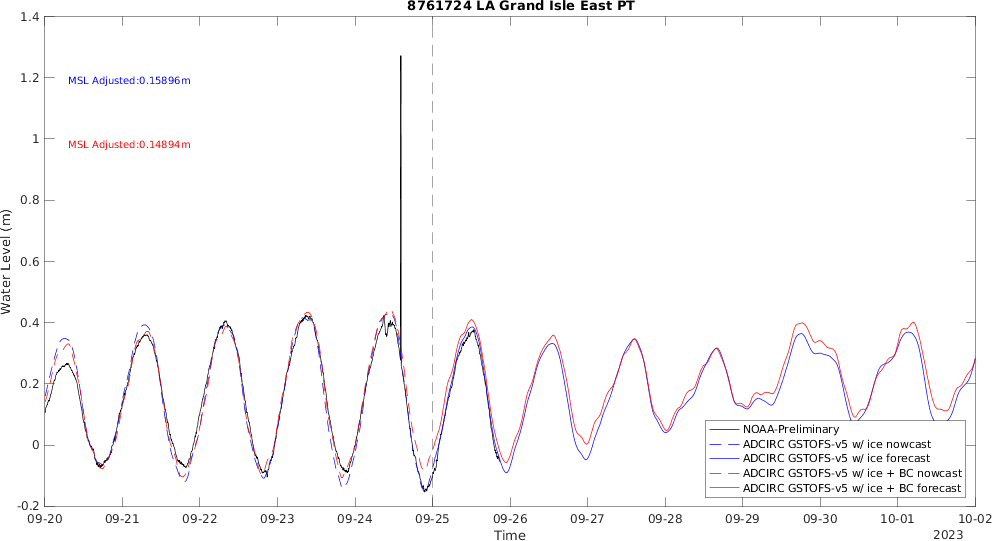 8761724 LA Grand Isle East PT
1.4
1.2
1
0.8
0.6
0.4
0.2
0
-0.2
Water Level (m)
MSL Adjusted:0.15896m
MSL Adjusted:0.14894m
NOAA-Preliminary
ADCIRC GSTOFS-v5 w/ ice nowcast
ADCIRC GSTOFS-v5 w/ ice forecast
ADCIRC GSTOFS-v5 w/ ice + BC nowcast
ADCIRC GSTOFS-v5 w/ ice + BC forecast
09-20 09-21 09-22 09-23 09-24 09-25 09-26 09-27 09-28 09-29 09-30 10-01 10-02
Time
2023